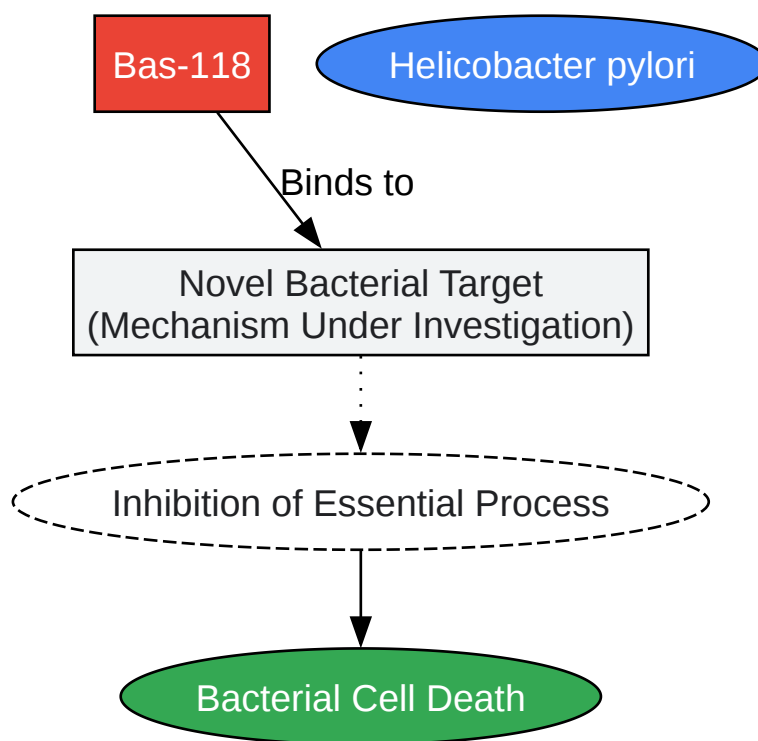 Bas-118
Helicobacter pylori
Binds to
Novel Bacterial Target
(Mechanism Under Investigation)
Inhibition of Essential Process
Bacterial Cell Death